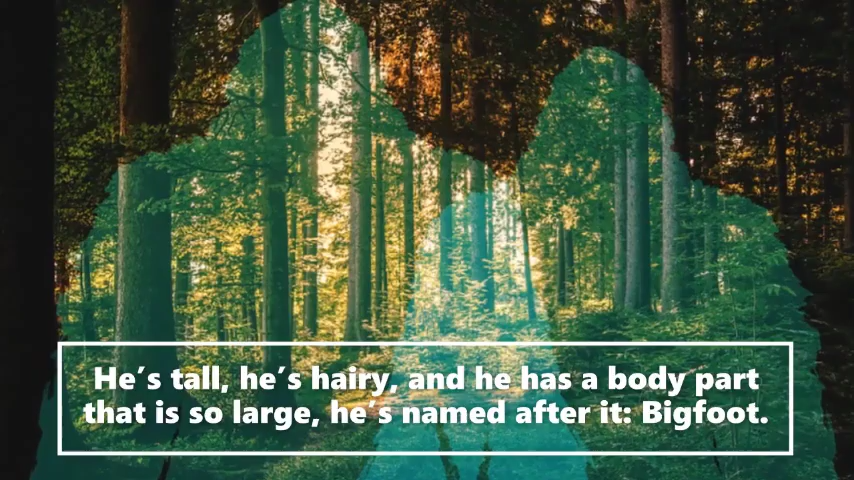 He’s tall, he’s hairy, and he has a body part
that is so large, he’s named after it: Bigfoot.